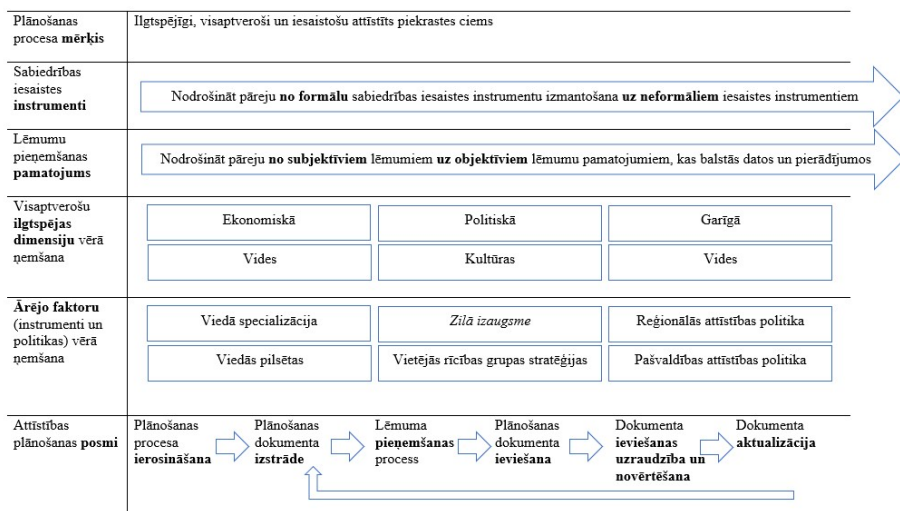 Plānošanas
procesa mērķis
Ilgtspējīgi, visaptveroši un iesaistošu attīstīts piekrastes ciems
Sabiedrības
iesaistes
instrumenti
Nodrošināt pāreju no formālu sabiedrības iesaistes instrumentu izmantošana uz neformāliem iesaistes instrumentiem
Lēmumu
pieņemšanas
pamatojums
Nodrošināt pāreju no subjektīviem lēmumiem uz objektīviem lēmumu pamatojumiem, kas balstās datos un pierādījumos
Visaptverošu
ilgtspējas
dimensiju vērā
ņemšana
Ekonomiskā
Politiskā
Garīgā
Vides
Kultūras
Vides
Ārējo faktoru
(instrumenti un
politikas) vērā
ņemšana
Viedā specializācija
Zilā izaugsme
Reģionālās attīstības politika
Viedās pilsētas
Vietējās rīcības grupas stratēģijas
Pašvaldības attīstības politika
Attīstības
plānošanas posmi
Plānošanas
procesa
ierosināšana
Plānošanas
dokumenta
izstrāde
Lēmuma
pieņemšanas
process
Plānošanas
dokumenta
ieviešana
Dokumenta
ieviešanas
uzraudzība un
novērtēšana
Dokumenta
aktualizācija